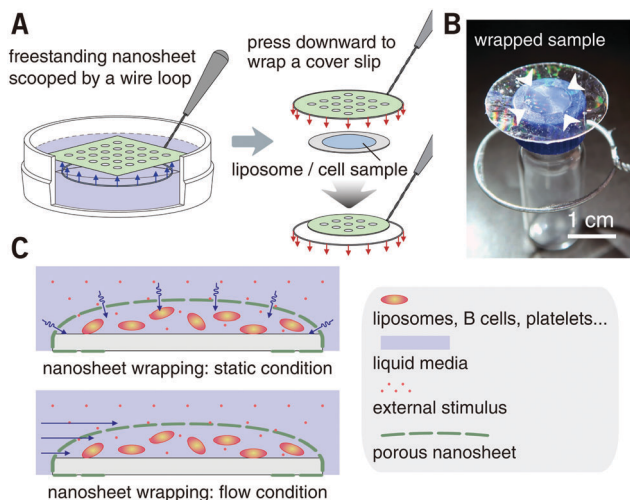 A
freestanding nanosheet
scooped by a wire loop
press downward to
wrap a cover slip
liposome / cell sample
B
wrapped sample
1 cm
C
nanosheet wrapping: static condition
nanosheet wrapping: flow condition
liposomes, B cells, platelets...
liquid media
external stimulus
porous nanosheet